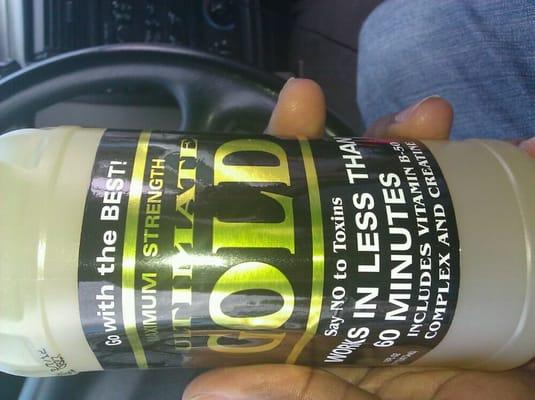 Go with the BEST!
MAXIMUM STRENGTH
ULTIMATE
GOLD
Say-NO to Toxins
WORKS IN LESS THAN
60 MINUTES
INCLUDES VITAMIN B-50
COMPLEX AND CREATINE